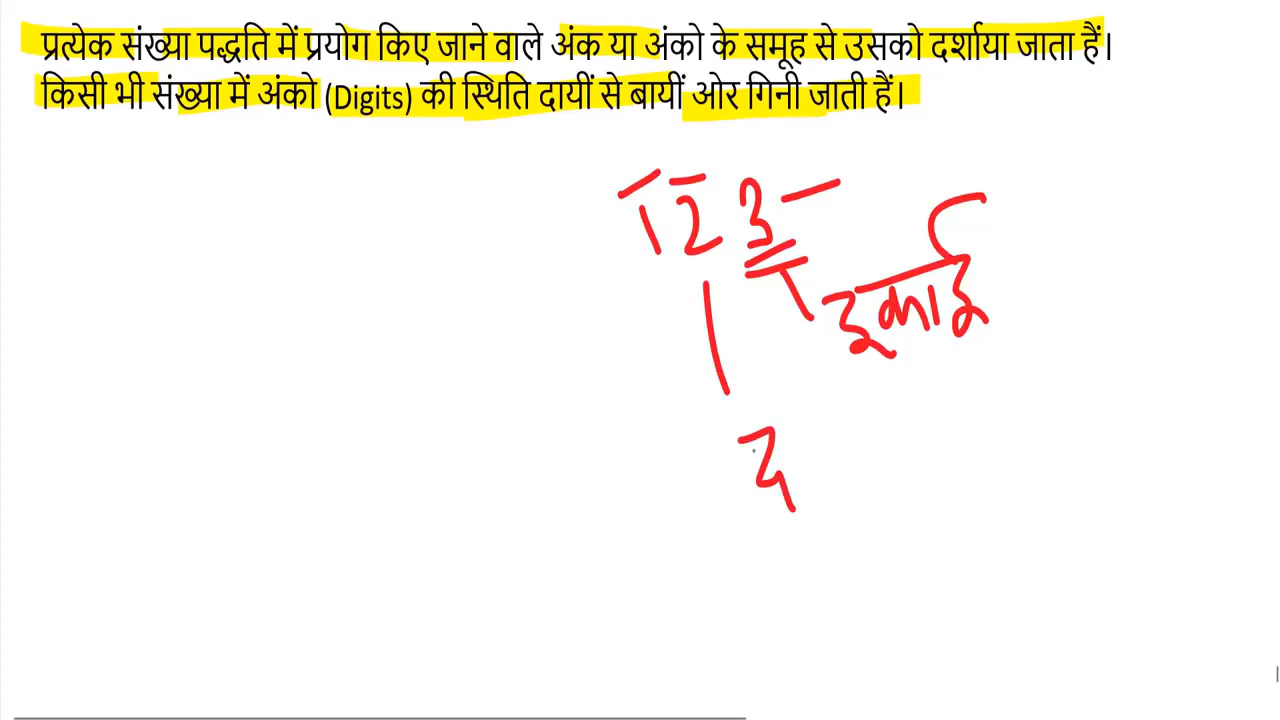 प्रत्येक संख्या पद्धति में प्रयोग किए जाने वाले अंक या अंको के समूह से उसको दर्शाया जाता हैं।
किसी भी संख्या में अंको (Digits) की स्थिति दायीं से बायीं ओर गिनी जाती हैं।
123
इकाई
द